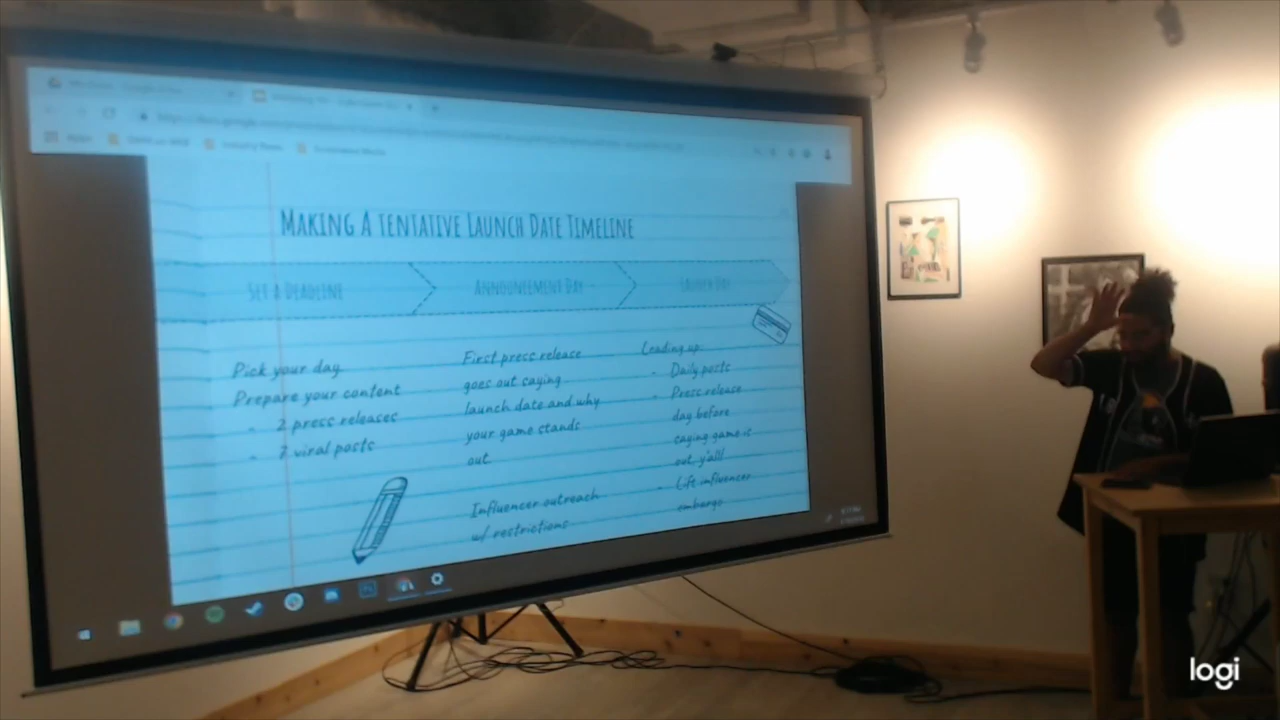 Apps
MAKING A TENTATIVE LAUNCH DATE TIMELINE
SET A DEADLINE
ANNOUNCEMENT DAY
LAUNCH DAY
Pick your day
Prepare your content
- 2 press releases
- 7 viral posts
First press release
goes out saying
launch date and why
your game stands
out.
Influencer outreach
w/ restrictions
Leading up:
- Daily posts
- Press release
day before
saying game is
out, y'all!
- Lift influencer
embargo
logi